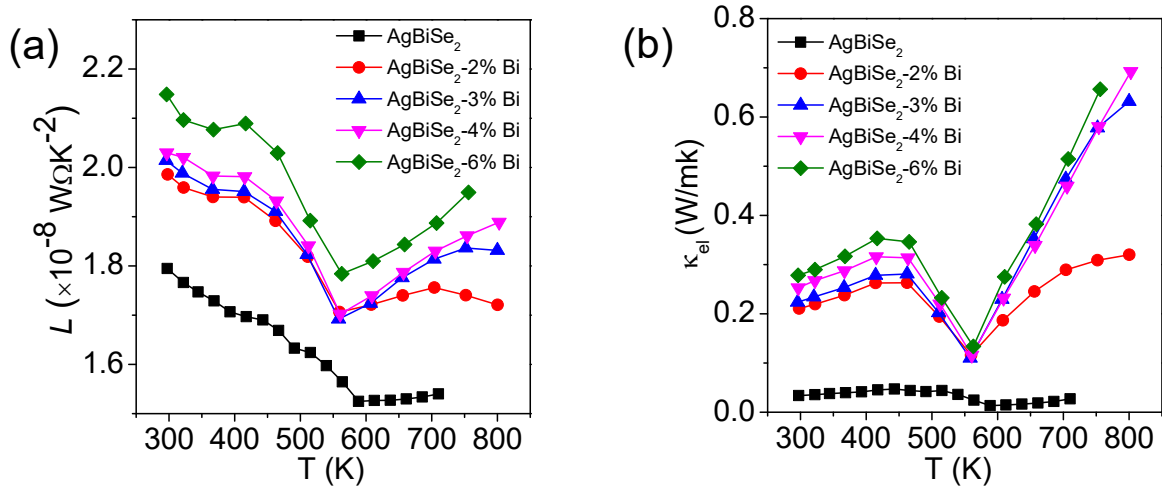 (a)
AgBiSe₂
AgBiSe₂-2% Bi
AgBiSe₂-3% Bi
AgBiSe₂-4% Bi
AgBiSe₂-6% Bi
2.2
2.0
1.8
1.6
L (×10⁻⁸ WΩK⁻²)
300 400 500 600 700 800
T (K)
(b)
AgBiSe₂
AgBiSe₂-2% Bi
AgBiSe₂-3% Bi
AgBiSe₂-4% Bi
AgBiSe₂-6% Bi
0.8
0.6
0.4
0.2
0.0
κel (W/mk)
300 400 500 600 700 800
T (K)